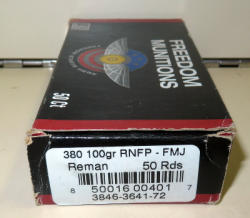 FREEDOM
MUNITIONS
50 Ct
380 100gr RNFP - FMJ
Reman 50 Rds
8 50016 00401 7
3846-3641-72